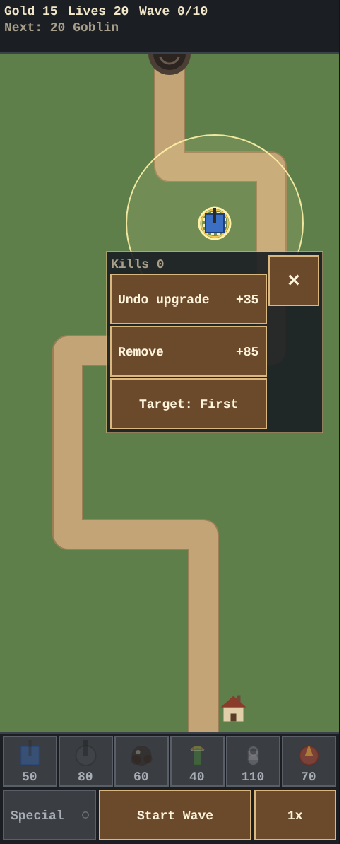 Gold 15 Lives 20 Wave 0/10
Next: 20 Goblin
Kills 0
×
Undo upgrade +35
Remove +85
Target: First
50 80 60 40 110 70
Special
Start Wave
1x